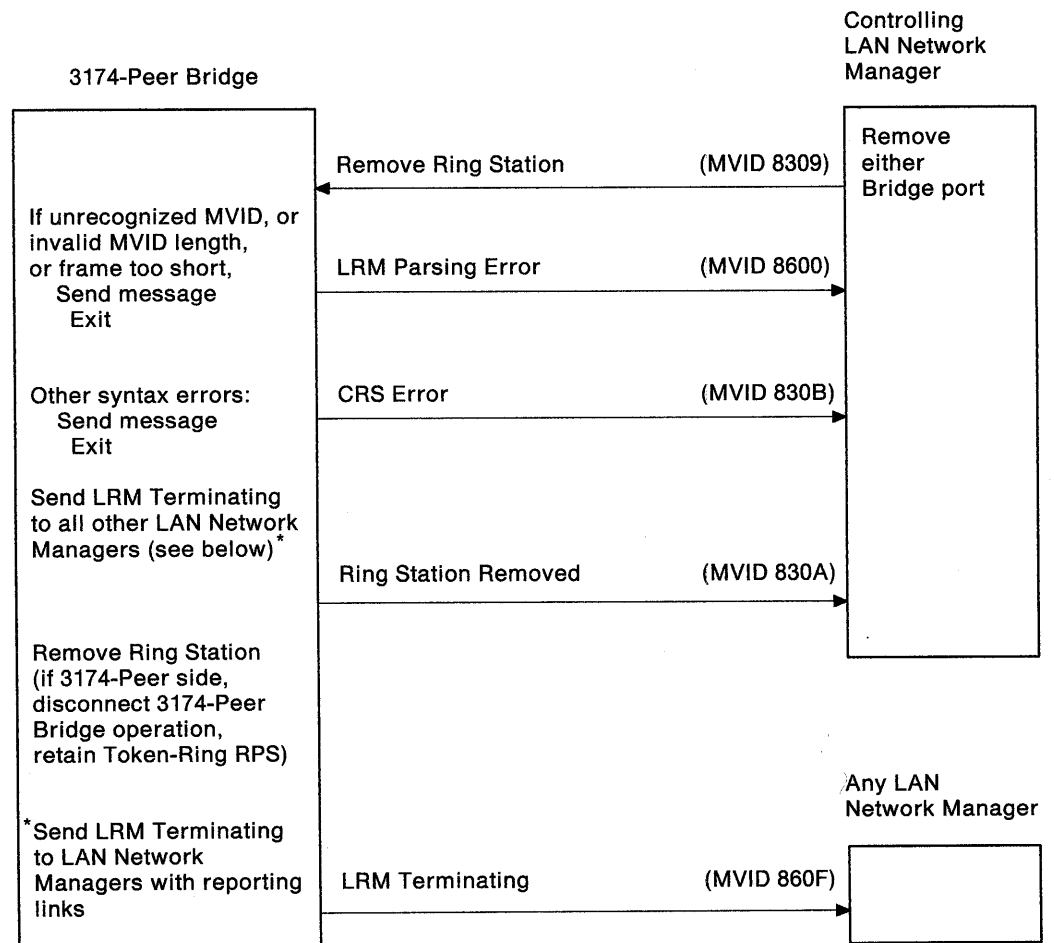 3174-Peer Bridge
Controlling
LAN Network
Manager
Remove
either
Bridge port
Remove Ring Station (MVID 8309)
If unrecognized MVID, or
invalid MVID length,
or frame too short,
Send message
Exit
LRM Parsing Error (MVID 8600)
Other syntax errors:
Send message
Exit
CRS Error (MVID 830B)
Send LRM Terminating
to all other LAN Network
Managers (see below)*
Ring Station Removed (MVID 830A)
Remove Ring Station
(if 3174-Peer side,
disconnect 3174-Peer
Bridge operation,
retain Token-Ring RPS)
Any LAN
Network Manager
*Send LRM Terminating
to LAN Network
Managers with reporting
links
LRM Terminating (MVID 860F)